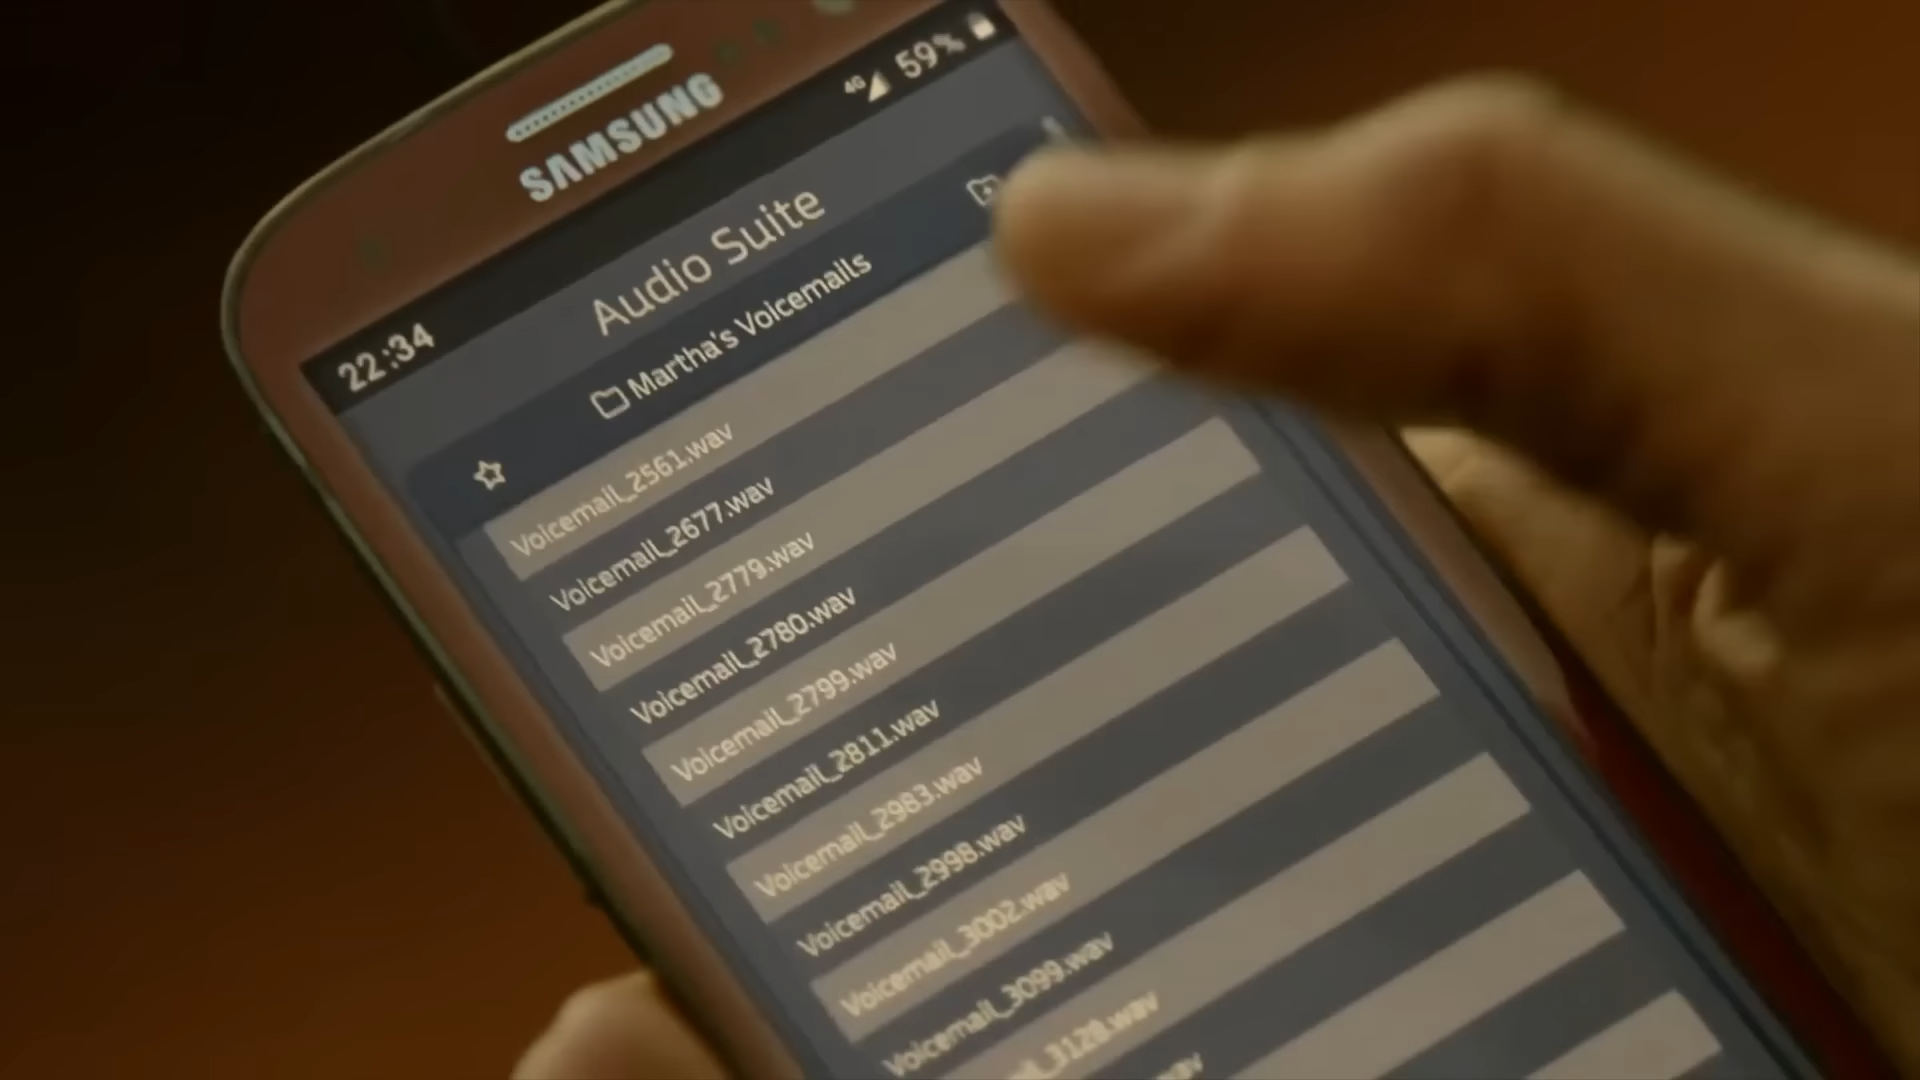 SAMSUNG
22:34 4G 59%
Audio Suite
Martha's Voicemails
Voicemail_2561.wav
Voicemail_2677.wav
Voicemail_2779.wav
Voicemail_2780.wav
Voicemail_2799.wav
Voicemail_2811.wav
Voicemail_2983.wav
Voicemail_2998.wav
Voicemail_3002.wav
Voicemail_3099.wav